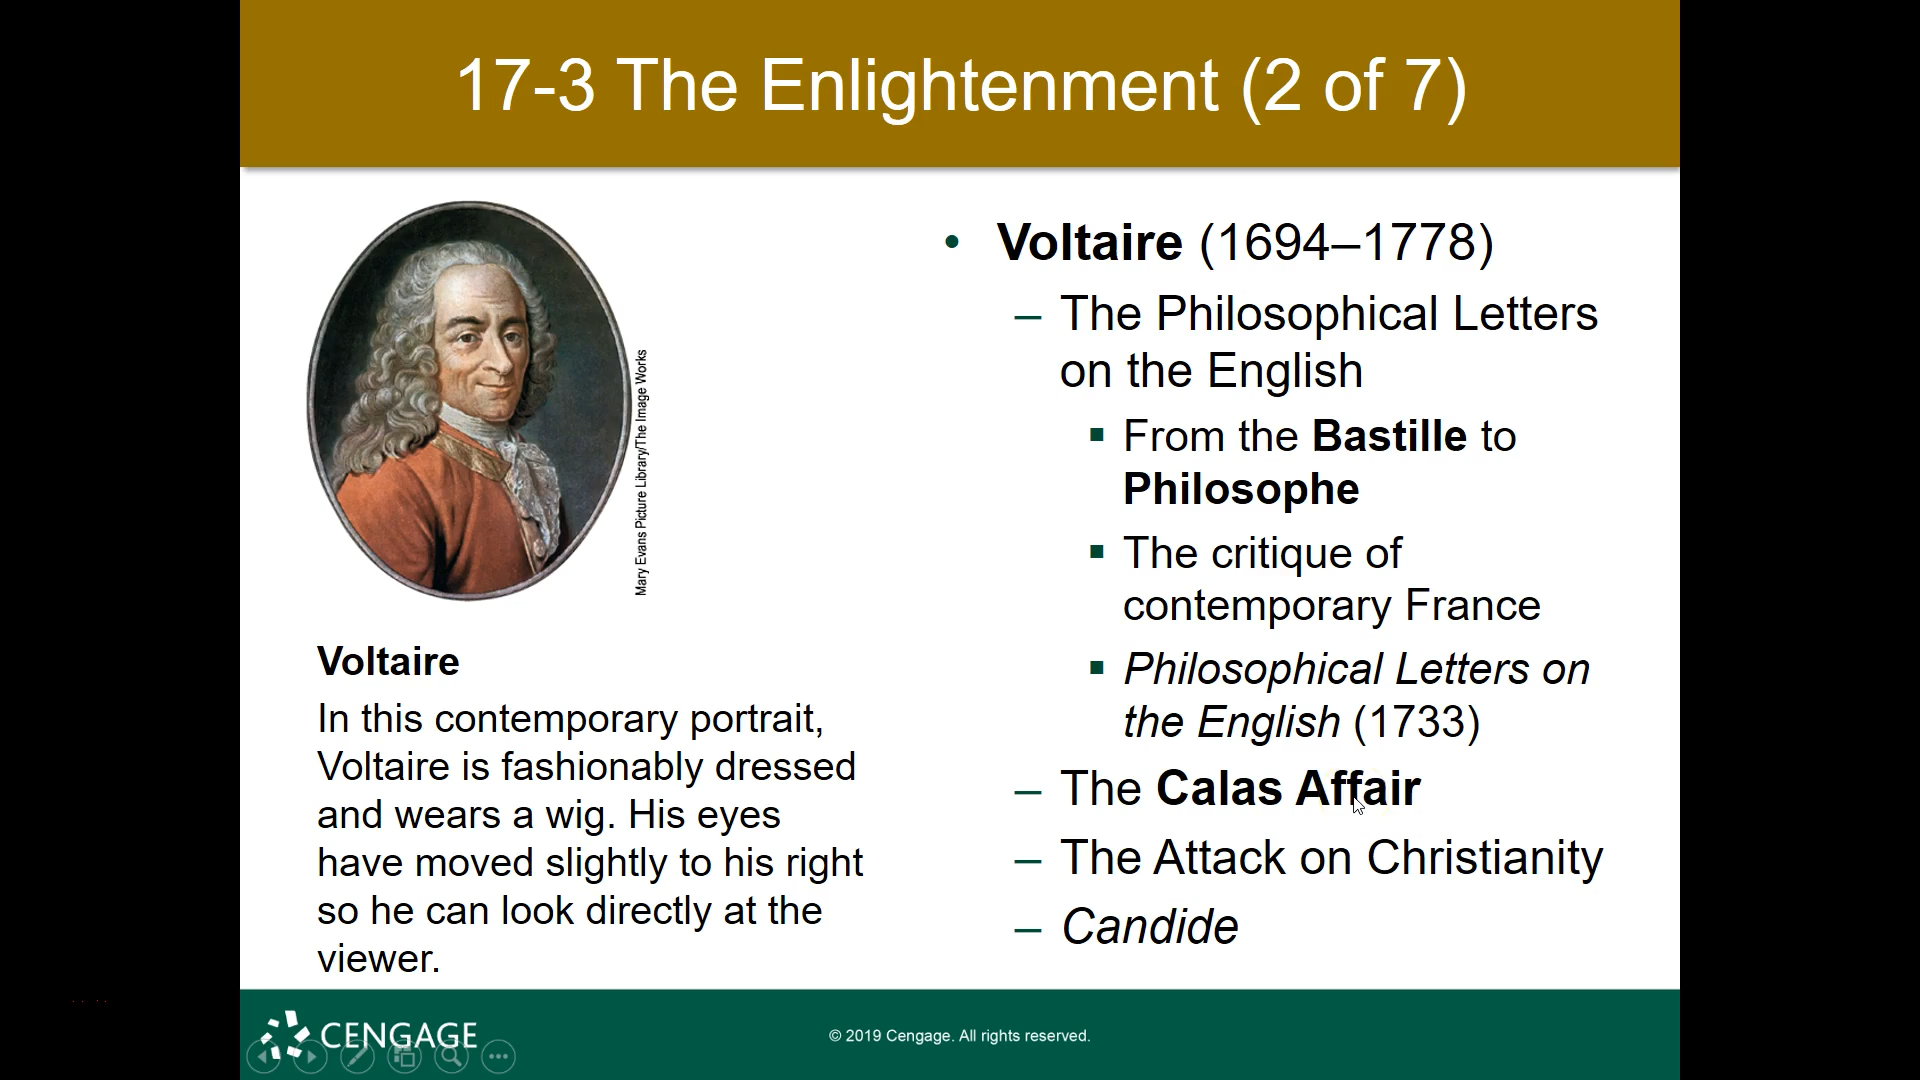 17-3 The Enlightenment (2 of 7)
Mary Evans Picture Library/The Image Works
Voltaire
In this contemporary portrait,
Voltaire is fashionably dressed
and wears a wig. His eyes
have moved slightly to his right
so he can look directly at the
viewer.
• Voltaire (1694–1778)
– The Philosophical Letters
on the English
▪ From the Bastille to
Philosophe
▪ The critique of
contemporary France
▪ Philosophical Letters on
the English (1733)
– The Calas Affair
– The Attack on Christianity
– Candide
CENGAGE
© 2019 Cengage. All rights reserved.